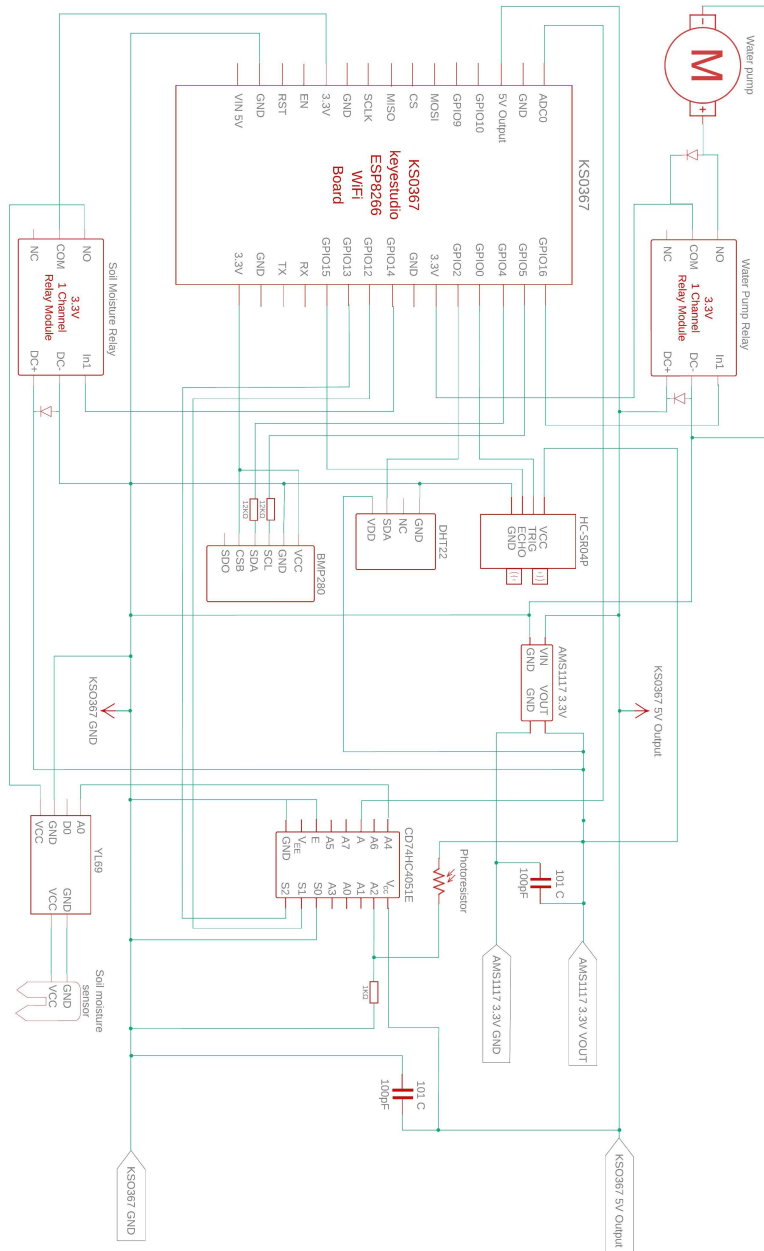 Water pump
-
M
+
Water Pump Relay
NO
COM
NC
3.3V
1 Channel
Relay Module
In1
DC-
DC+
KS0367 5V Output
KSO367 5V Output
KS0367
ADC0
GND
5V Output
GPIO10
GPIO9
MOSI
CS
MISO
SCLK
GND
3.3V
EN
RST
GND
VIN 5V
KS0367
keyestudio
ESP8266
WiFi
Board
GPIO16
GPIO5
GPIO4
GPIO0
GPIO2
3.3V
GND
GPIO14
GPIO12
GPIO13
GPIO15
RX
TX
GND
3.3V
HC-SR04P
VCC
TRIG
ECHO
GND
AMS1117 3.3V
VIN
GND
VOUT
GND
101 C
100pF
AMS1117 3.3V VOUT
AMS1117 3.3V GND
DHT22
GND
NC
SDA
VDD
Photoresistor
CD74HC4051E
A4
A6
A
A7
A5
E
VEE
GND
Vcc
A2
A1
A0
A3
S0
S1
S2
1KΩ
101 C
100pF
BMP280
VCC
GND
SCL
SDA
CSB
SDO
12KΩ
12KΩ
Soil Moisture Relay
NO
COM
NC
3.3V
1 Channel
Relay Module
In1
DC-
DC+
KSO367 GND
KSO367 GND
YL69
A0
D0
GND
VCC
GND
VCC
Soil moisture
sensor
GND
VCC